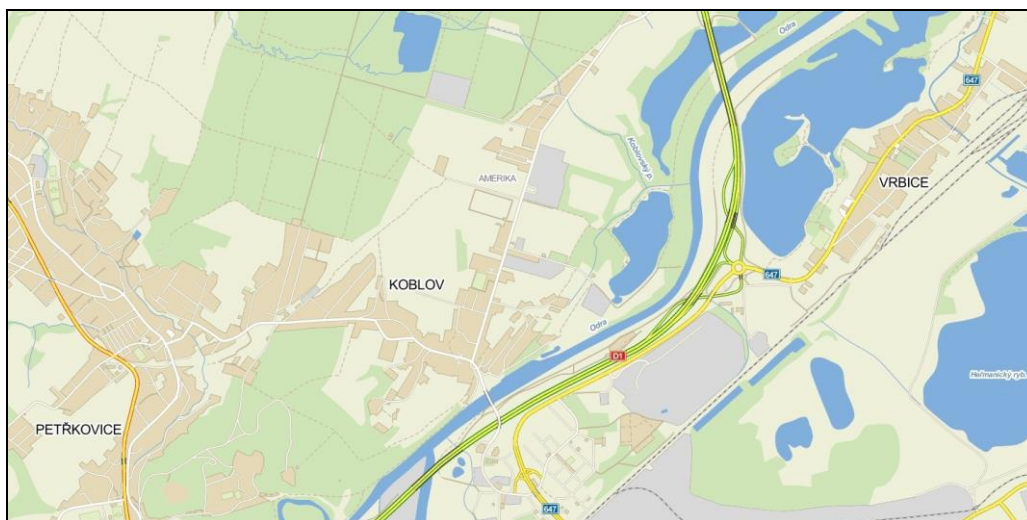 Odra
647
Koblovský p.
AMERIKA
VRBICE
KOBLOV
647
Odra
D1
Heřmanický ryb.
PETŘKOVICE
647